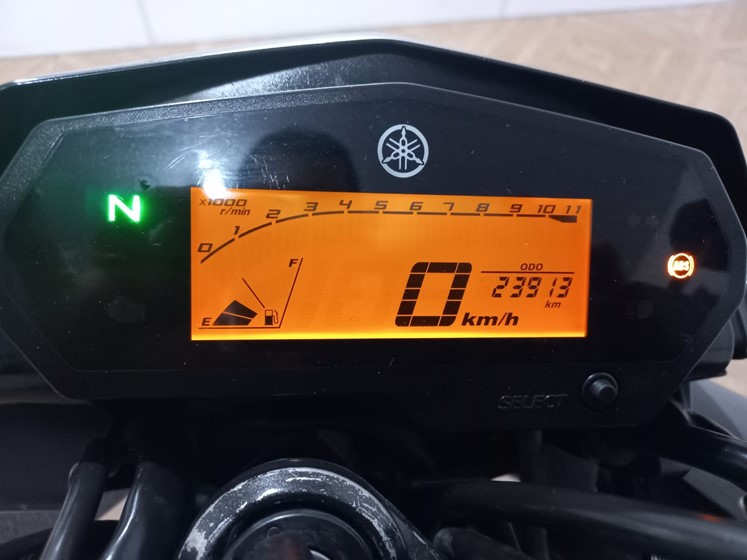 x1000
r/min
0 1 2 3 4 5 6 7 8 9 10 11
N
ABS
F
E
0 km/h
ODO
23913
km
SELECT